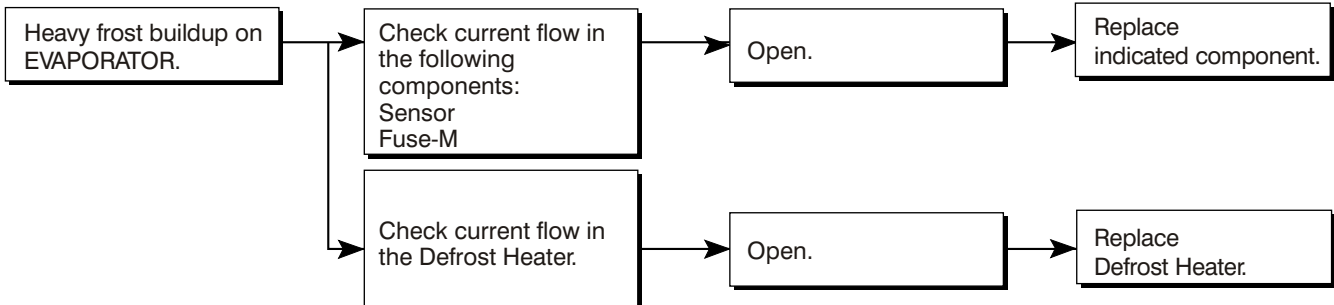 Heavy frost buildup on
EVAPORATOR.
Check current flow in
the following
components:
Sensor
Fuse-M
Open.
Replace
indicated component.
Check current flow in
the Defrost Heater.
Open.
Replace
Defrost Heater.